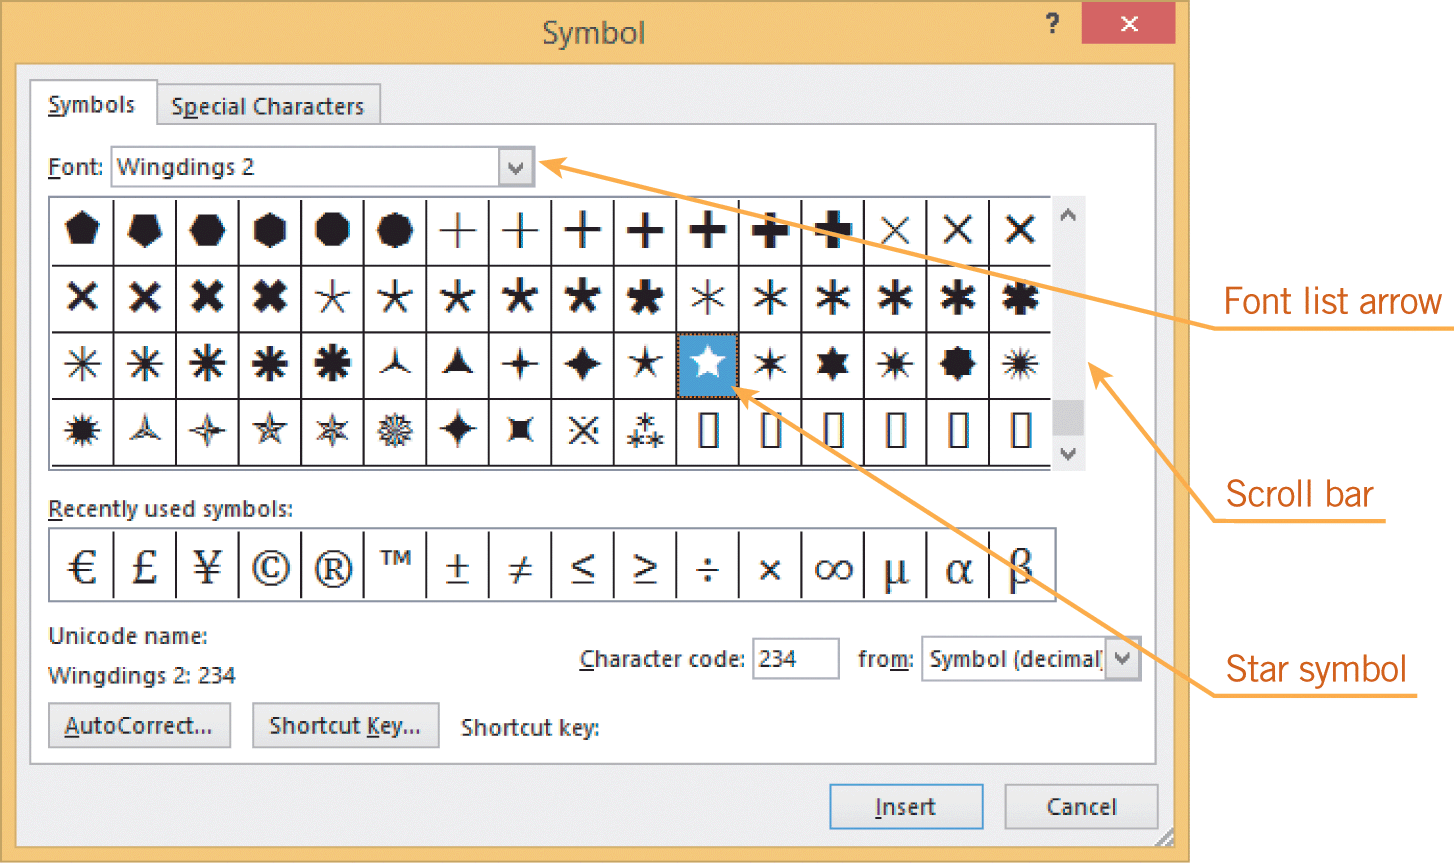 Symbol
?
Symbols Special Characters
Font: Wingdings 2
Font list arrow
Scroll bar
Recently used symbols:
€ £ ¥ © ® ™ ± ≠ ≤ ≥ ÷ × ∞ µ α β
Unicode name:
Wingdings 2: 234
Character code: 234 from: Symbol (decimal)
Star symbol
AutoCorrect... Shortcut Key... Shortcut key:
Insert Cancel